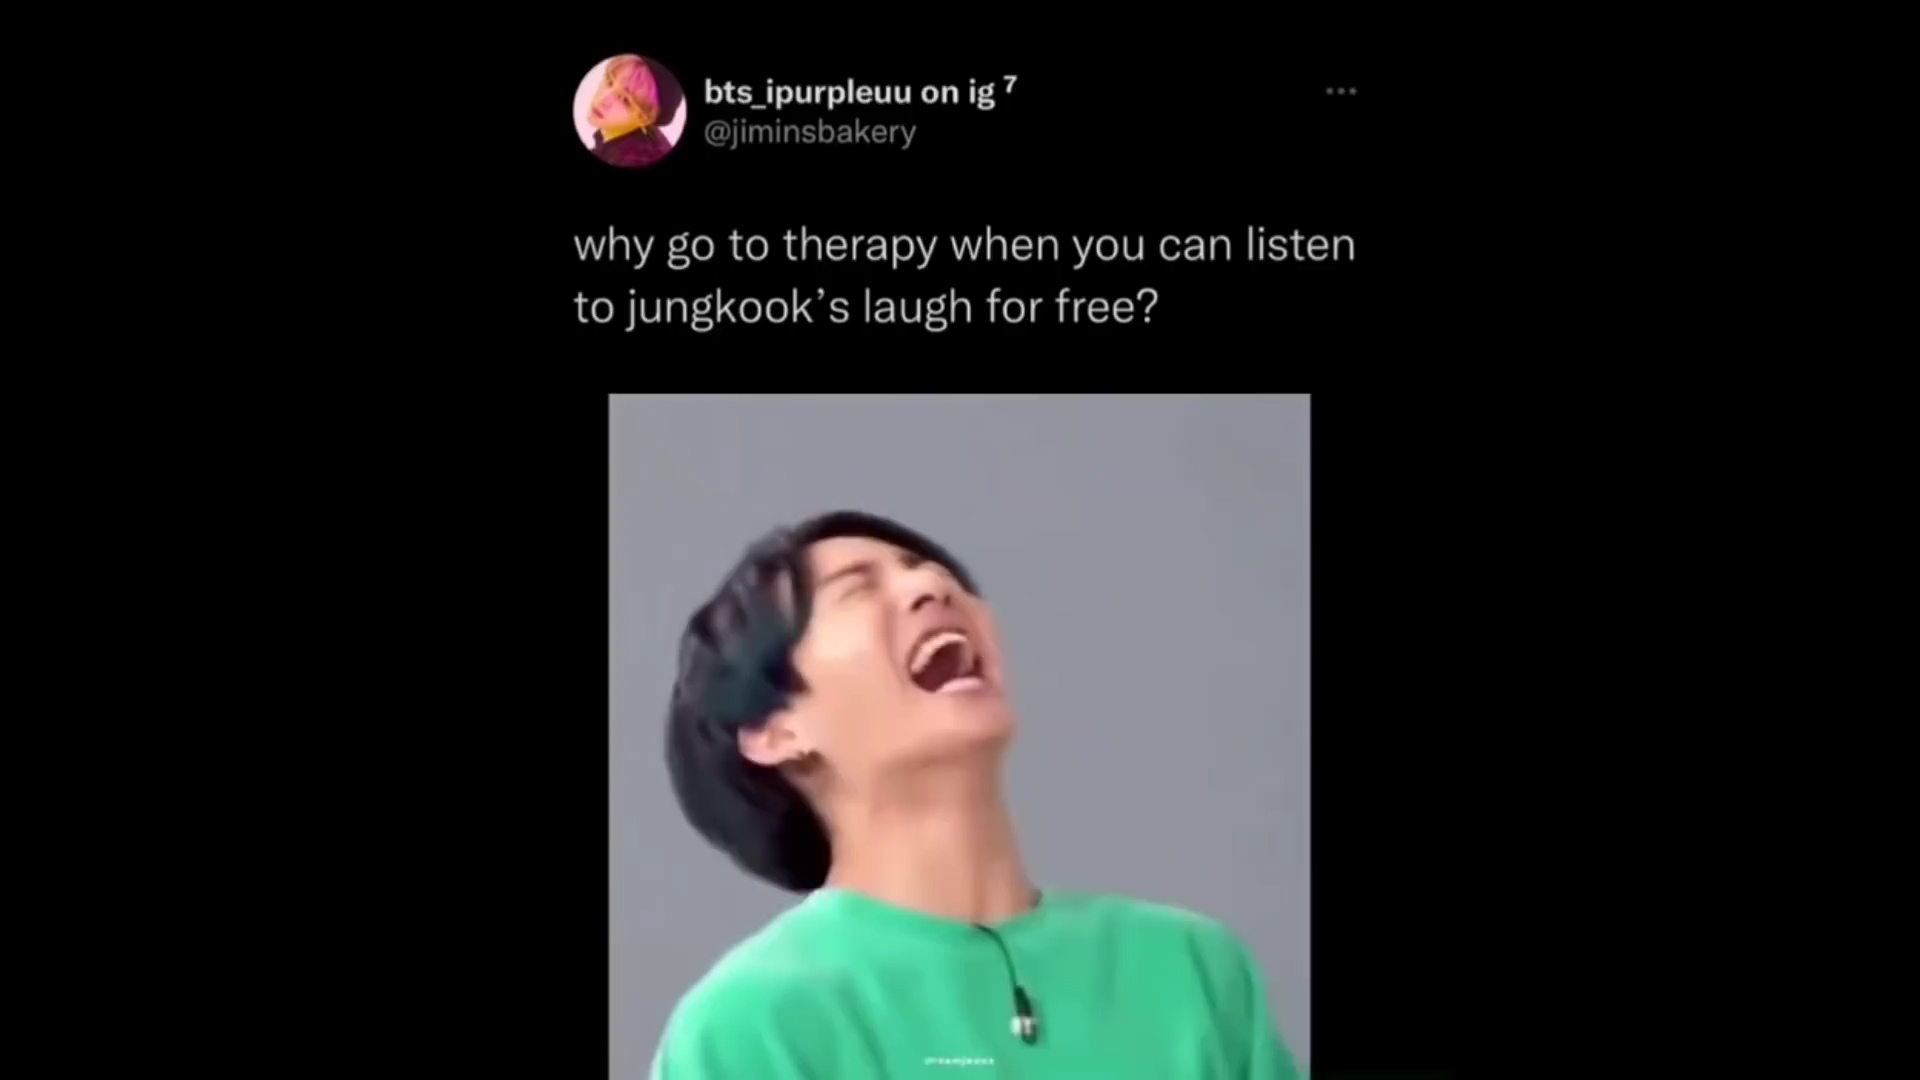 bts_ipurpleuu on ig ⁷
@jiminsbakery
why go to therapy when you can listen
to jungkook’s laugh for free?